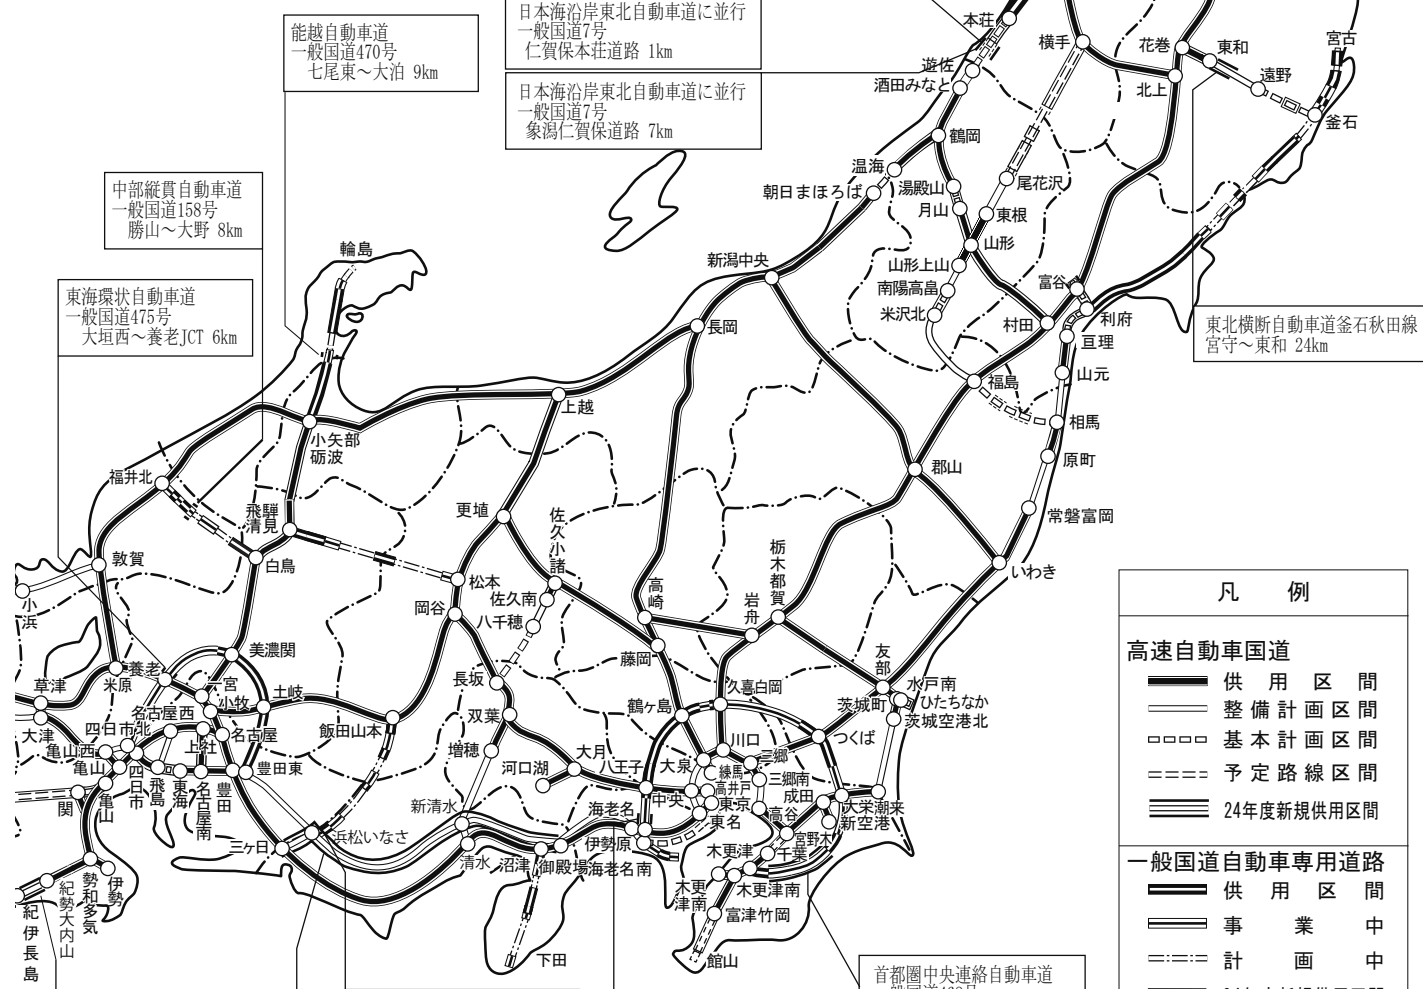 能越自動車道
一般国道470号
七尾東～大泊 9km
日本海沿岸東北自動車道に並行
一般国道7号
仁賀保本荘道路 1km
日本海沿岸東北自動車道に並行
一般国道7号
象潟仁賀保道路 7km
中部縦貫自動車道
一般国道158号
勝山～大野 8km
東海環状自動車道
一般国道475号
大垣西～養老JCT 6km
東北横断自動車道釜石秋田線
宮守～東和 24km
首都圏中央連絡自動車道
本荘
横手
花巻
東和
宮古
遊佐
酒田みなと
北上
遠野
釜石
鶴岡
温海
朝日まほろば
湯殿山
月山
尾花沢
東根
山形
山形上山
南陽高畠
米沢北
富谷
利府
村田
亘理
山元
福島
相馬
原町
郡山
常磐富岡
いわき
輪島
新潟中央
長岡
上越
小矢部
砺波
福井北
飛騨
清見
白鳥
更埴
佐久小諸
松本
岡谷
佐久南
八千穂
高崎
岩舟
栃木都賀
藤岡
敦賀
小浜
美濃関
養老
米原
一宮
小牧
土岐
草津
大津
名古屋西
四日市北
亀山西
亀山
上社
名古屋
豊田東
関
亀山
四日市
飛島
東海
名古屋南
豊田
飯田山本
長坂
双葉
増穂
新清水
河口湖
大月
八王子
鶴ヶ島
久喜白岡
川口
大泉
練馬
三郷
三郷南
つくば
友部
水戸南
ひたちなか
茨城町
茨城空港北
中央
高井戸
東京
東名
成田
高谷
大栄
潮来
新空港
富野木
千葉
木更津
木更津南
木更
津南
富津竹岡
館山
海老名
伊勢原
海老名南
三ヶ日
浜松いなさ
清水
沼津
御殿場
下田
伊勢
勢和多気
紀勢大内山
紀伊長島
凡　例
高速自動車国道
供用区間
整備計画区間
基本計画区間
予定路線区間
24年度新規供用区間
一般国道自動車専用道路
供用区間
事業中
計画中